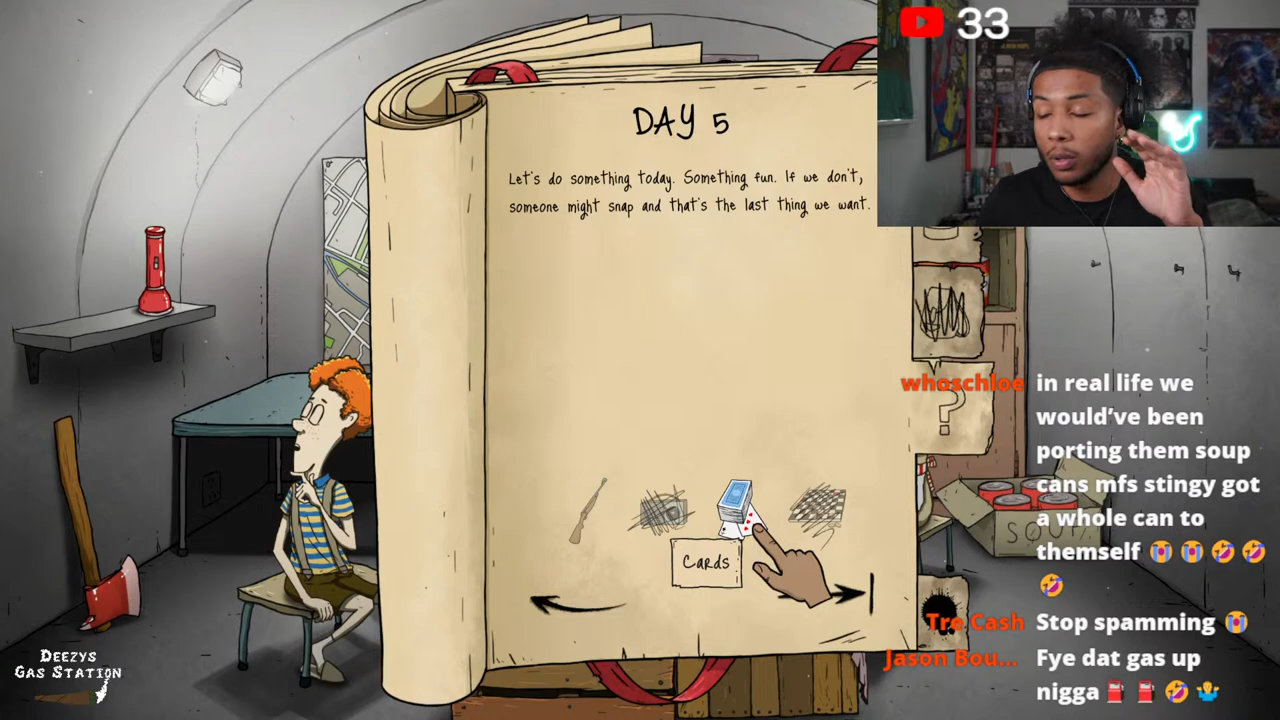 33
DAY 5
Let's do something today. Something fun. If we don't,
someone might snap and that's the last thing we want.
?
Cards
SOUP
whoschloe in real life we
would've been
porting them soup
cans mfs stingy got
a whole can to
themself 😭 😭 🤣 🤣
🤣
Tre Cash Stop spamming 😭
Jason Bou... Fye dat gas up
nigga ⛽ ⛽ 🤣 🤷‍♂️
DEEZYS
GAS STATION